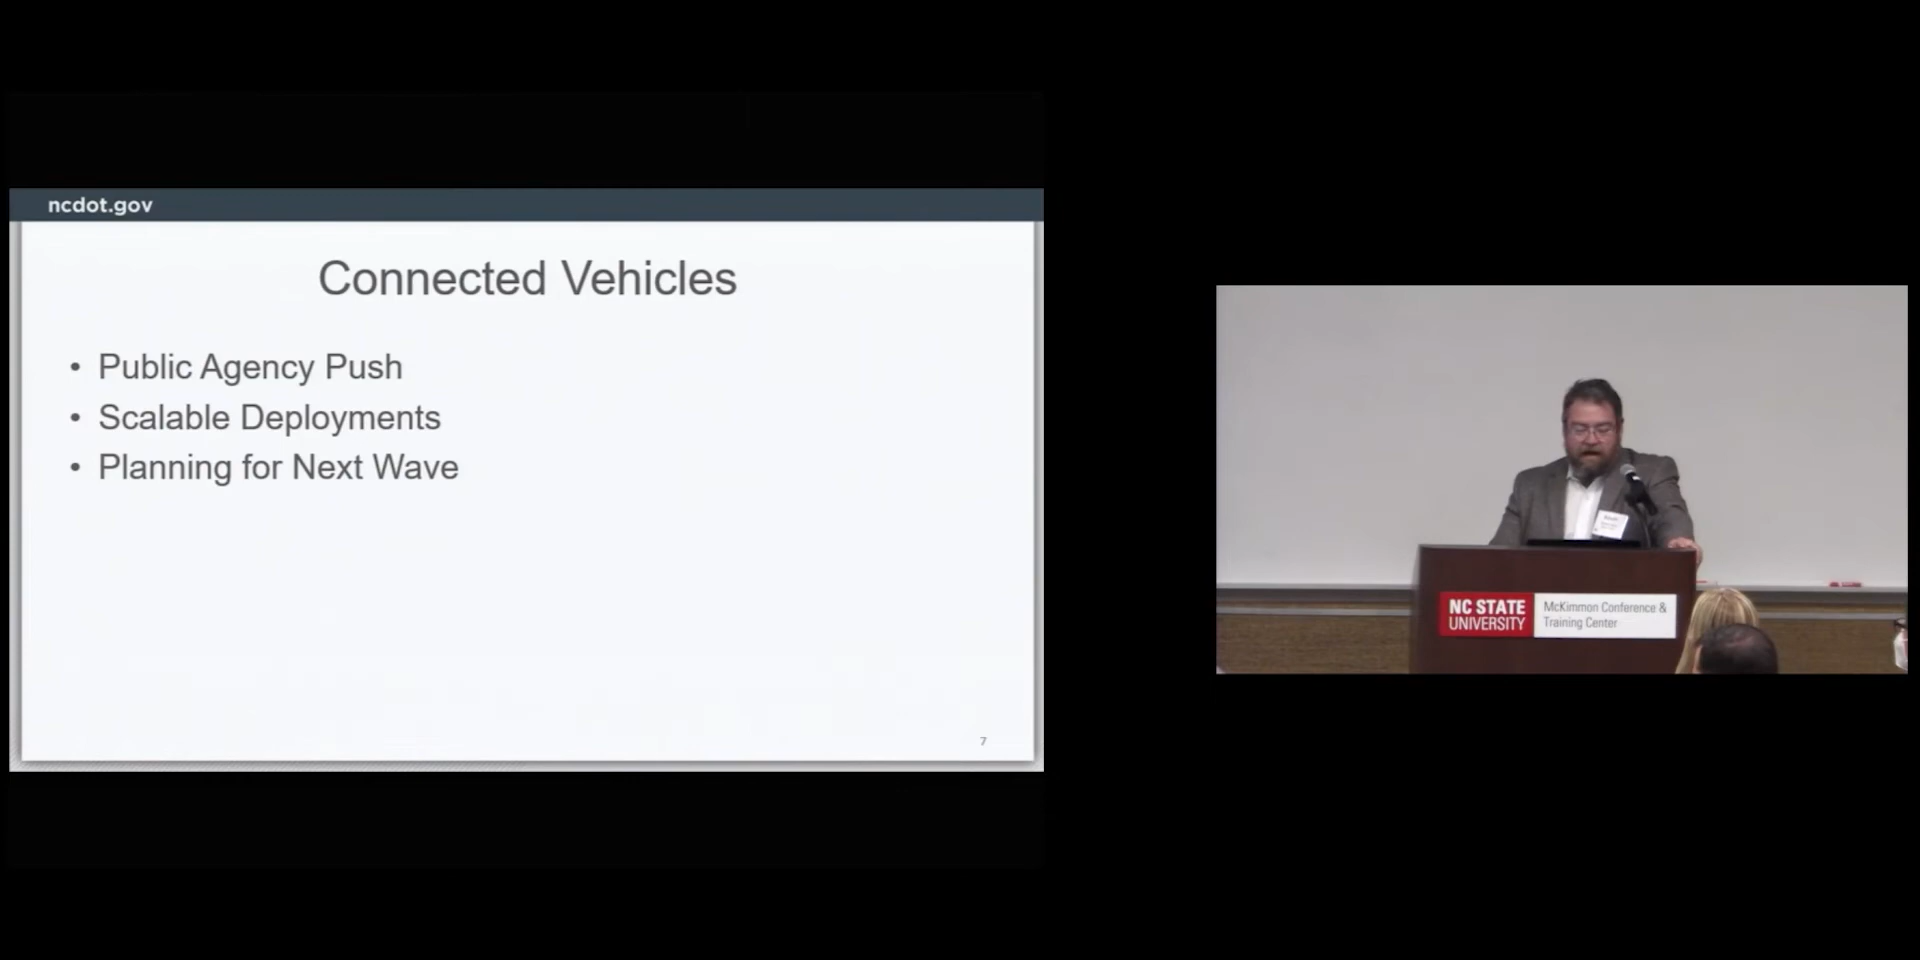 ncdot.gov
Connected Vehicles
• Public Agency Push
• Scalable Deployments
• Planning for Next Wave
7
NC STATE
UNIVERSITY
McKimmon Conference &
Training Center